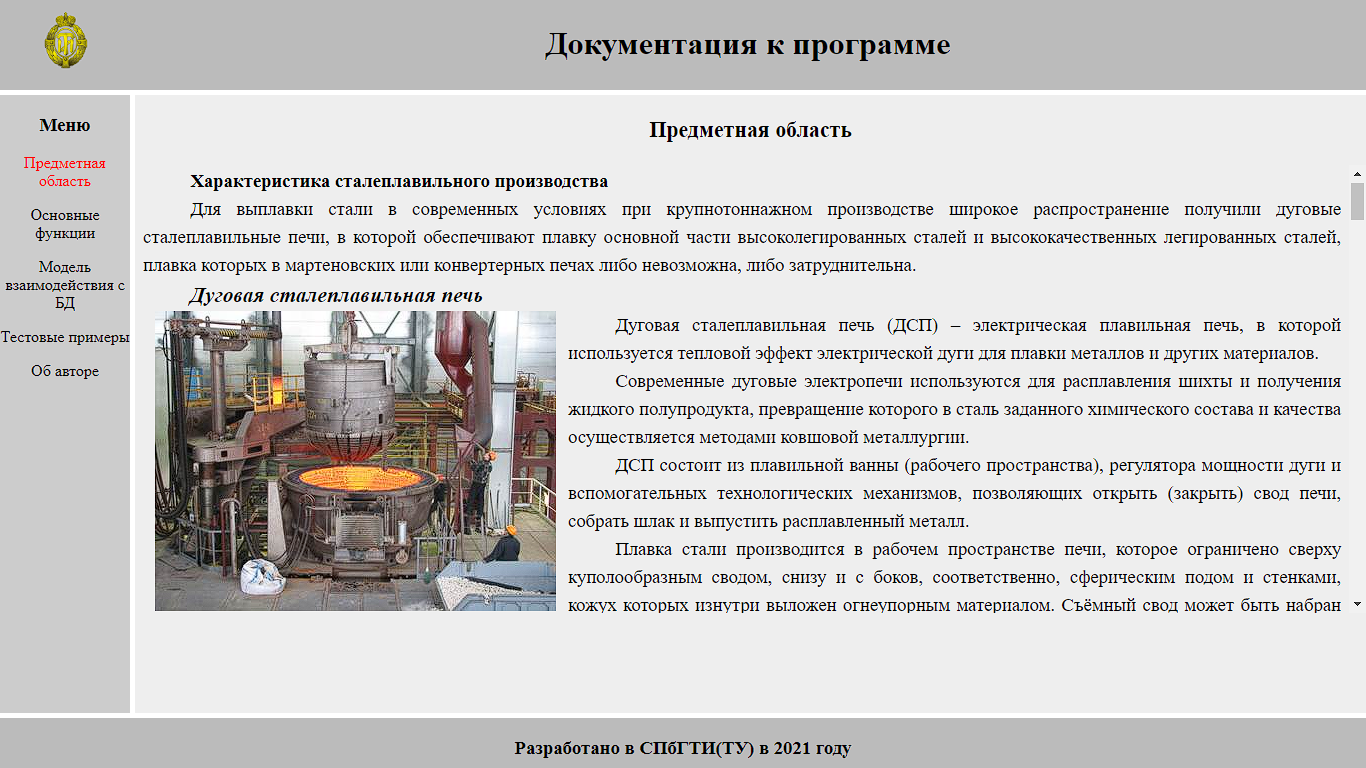 Документация к программе
Меню
Предметная
область
Основные
функции
Модель
взаимодействия с
БД
Тестовые примеры
Об авторе
Предметная область
Характеристика сталеплавильного производства
Для выплавки стали в современных условиях при крупнотоннажном производстве широкое распространение получили дуговые
сталеплавильные печи, в которой обеспечивают плавку основной части высоколегированных сталей и высококачественных легированных сталей,
плавка которых в мартеновских или конвертерных печах либо невозможна, либо затруднительна.
Дуговая сталеплавильная печь
Дуговая сталеплавильная печь (ДСП) – электрическая плавильная печь, в которой
используется тепловой эффект электрической дуги для плавки металлов и других материалов.
Современные дуговые электропечи используются для расплавления шихты и получения
жидкого полупродукта, превращение которого в сталь заданного химического состава и качества
осуществляется методами ковшовой металлургии.
ДСП состоит из плавильной ванны (рабочего пространства), регулятора мощности дуги и
вспомогательных технологических механизмов, позволяющих открыть (закрыть) свод печи,
собрать шлак и выпустить расплавленный металл.
Плавка стали производится в рабочем пространстве печи, которое ограничено сверху
куполообразным сводом, снизу и с боков, соответственно, сферическим подом и стенками,
кожух которых изнутри выложен огнеупорным материалом. Съёмный свод может быть набран
Разработано в СПбГТИ(ТУ) в 2021 году